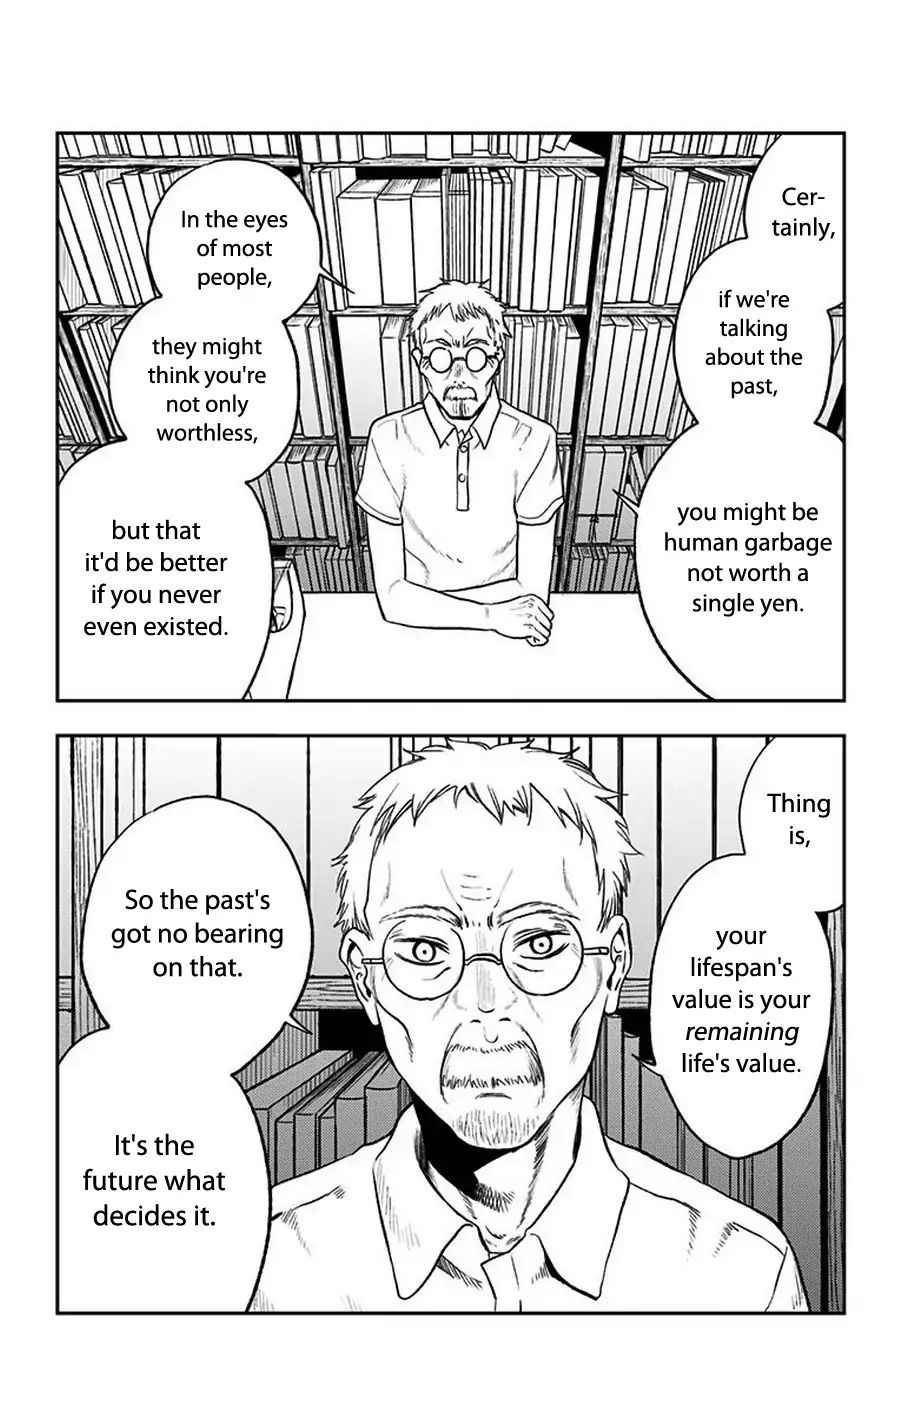 Cer-
tainly,
if we're
talking
about the
past,
you might be
human garbage
not worth a
single yen.
In the eyes
of most
people,
they might
think you're
not only
worthless,
but that
it'd be better
if you never
even existed.
Thing
is,
your
lifespan's
value is your
remaining
life's value.
So the past's
got no bearing
on that.
It's the
future what
decides it.